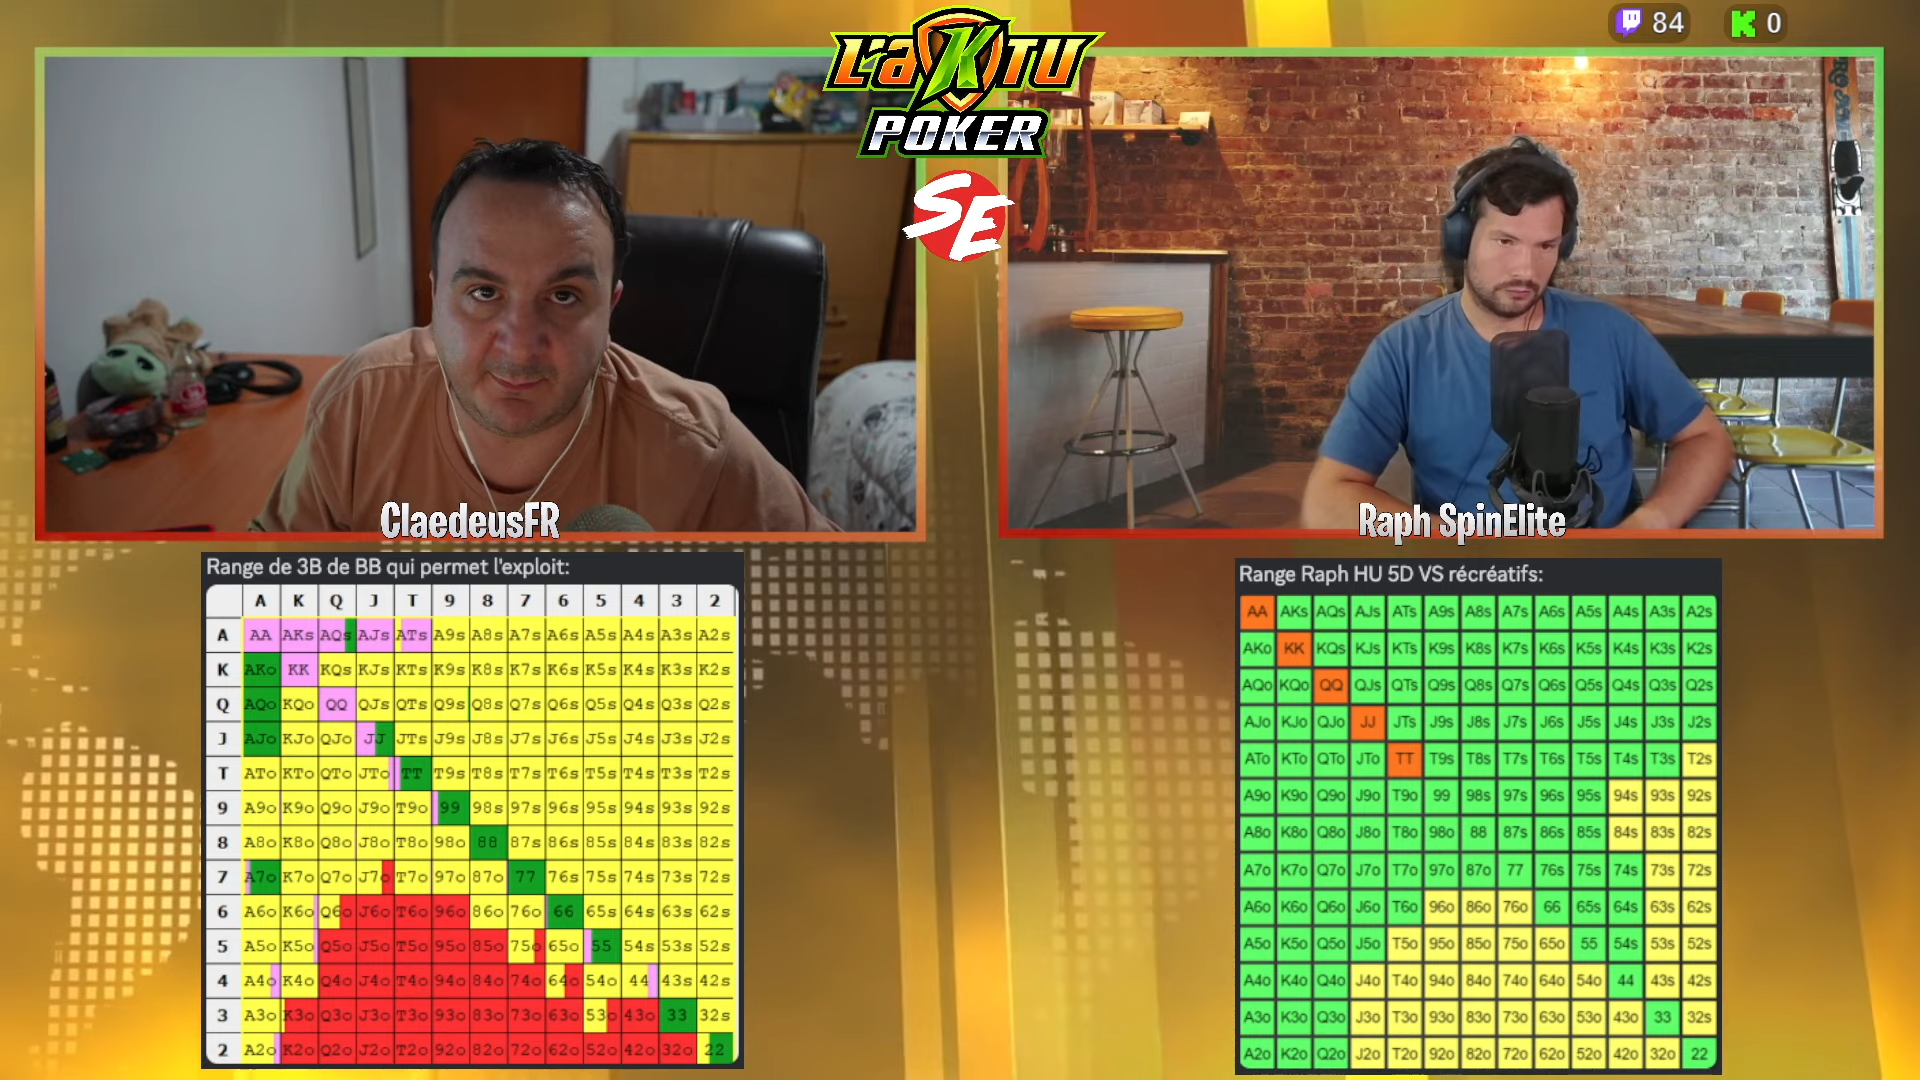 84 0
L'aKTU
POKER
SE
ClaedeusFR
Raph SpinElite
Range de 3B de BB qui permet l'exploit:
A K Q J T 9 8 7 6 5 4 3 2
A AA AKs AQs AJs ATs A9s A8s A7s A6s A5s A4s A3s A2s
K AKo KK KQs KJs KTs K9s K8s K7s K6s K5s K4s K3s K2s
Q AQo KQo QQ QJs QTs Q9s Q8s Q7s Q6s Q5s Q4s Q3s Q2s
J AJo KJo QJo JJ JTs J9s J8s J7s J6s J5s J4s J3s J2s
T ATo KTo QTo JTo TT T9s T8s T7s T6s T5s T4s T3s T2s
9 A9o K9o Q9o J9o T9o 99 98s 97s 96s 95s 94s 93s 92s
8 A8o K8o Q8o J8o T8o 98o 88 87s 86s 85s 84s 83s 82s
7 A7o K7o Q7o J7o T7o 97o 87o 77 76s 75s 74s 73s 72s
6 A6o K6o Q6o J6o T6o 96o 86o 76o 66 65s 64s 63s 62s
5 A5o K5o Q5o J5o T5o 95o 85o 75o 65o 55 54s 53s 52s
4 A4o K4o Q4o J4o T4o 94o 84o 74o 64o 54o 44 43s 42s
3 A3o K3o Q3o J3o T3o 93o 83o 73o 63o 53o 43o 33 32s
2 A2o K2o Q2o J2o T2o 92o 82o 72o 62o 52o 42o 32o 22
Range Raph HU 5D VS récréatifs:
AA AKs AQs AJs ATs A9s A8s A7s A6s A5s A4s A3s A2s
AKo KK KQs KJs KTs K9s K8s K7s K6s K5s K4s K3s K2s
AQo KQo QQ QJs QTs Q9s Q8s Q7s Q6s Q5s Q4s Q3s Q2s
AJo KJo QJo JJ JTs J9s J8s J7s J6s J5s J4s J3s J2s
ATo KTo QTo JTo TT T9s T8s T7s T6s T5s T4s T3s T2s
A9o K9o Q9o J9o T9o 99 98s 97s 96s 95s 94s 93s 92s
A8o K8o Q8o J8o T8o 98o 88 87s 86s 85s 84s 83s 82s
A7o K7o Q7o J7o T7o 97o 87o 77 76s 75s 74s 73s 72s
A6o K6o Q6o J6o T6o 96o 86o 76o 66 65s 64s 63s 62s
A5o K5o Q5o J5o T5o 95o 85o 75o 65o 55 54s 53s 52s
A4o K4o Q4o J4o T4o 94o 84o 74o 64o 54o 44 43s 42s
A3o K3o Q3o J3o T3o 93o 83o 73o 63o 53o 43o 33 32s
A2o K2o Q2o J2o T2o 92o 82o 72o 62o 52o 42o 32o 22